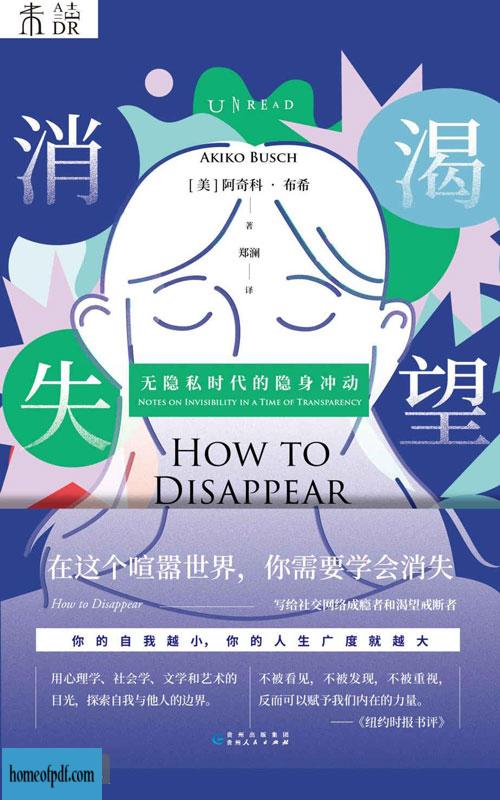 未讀
A
三
DR
UNREAD
AKIKO BUSCH
[美]阿奇科·布希
著
郑澜
译
渴望
消失
无隐私时代的隐身冲动
NOTES ON INVISIBILITY IN A TIME OF TRANSPARENCY
HOW TO
DISAPPEAR
在这个喧嚣世界，你需要学会消失
How to Disappear
写给社交网络成瘾者和渴望戒断者
你的自我越小，你的人生广度就越大
用心理学、社会学、文学和艺术的
目光，探索自我与他人的边界。
不被看见，不被发现，不被重视，
反而可以赋予我们内在的力量。
——《纽约时报书评》
贵州出版集团
贵州人民出版社
homeofpdf.com